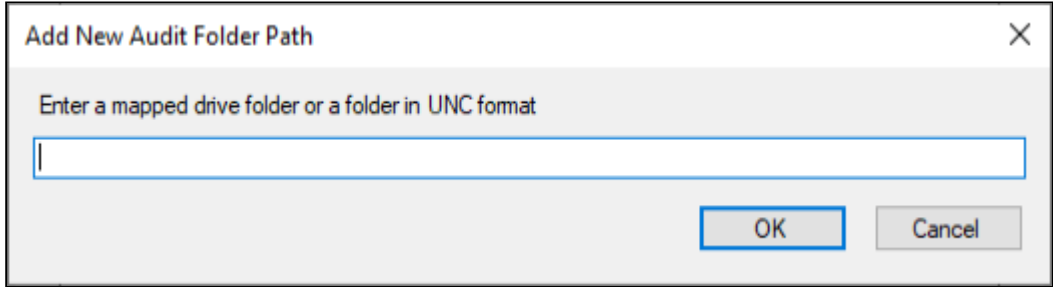 Add New Audit Folder Path
Enter a mapped drive folder or a folder in UNC format
OK
Cancel